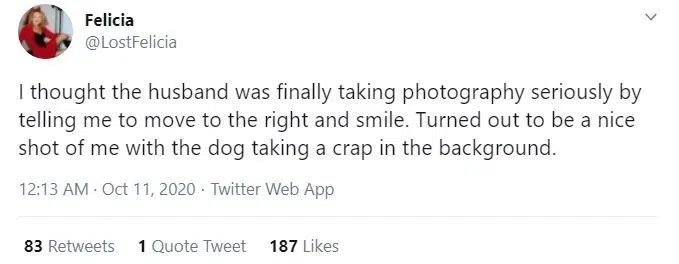 Felicia
@LostFelicia
I thought the husband was finally taking photography seriously by
telling me to move to the right and smile. Turned out to be a nice
shot of me with the dog taking a crap in the background.
12:13 AM · Oct 11, 2020 · Twitter Web App
83 Retweets 1 Quote Tweet 187 Likes